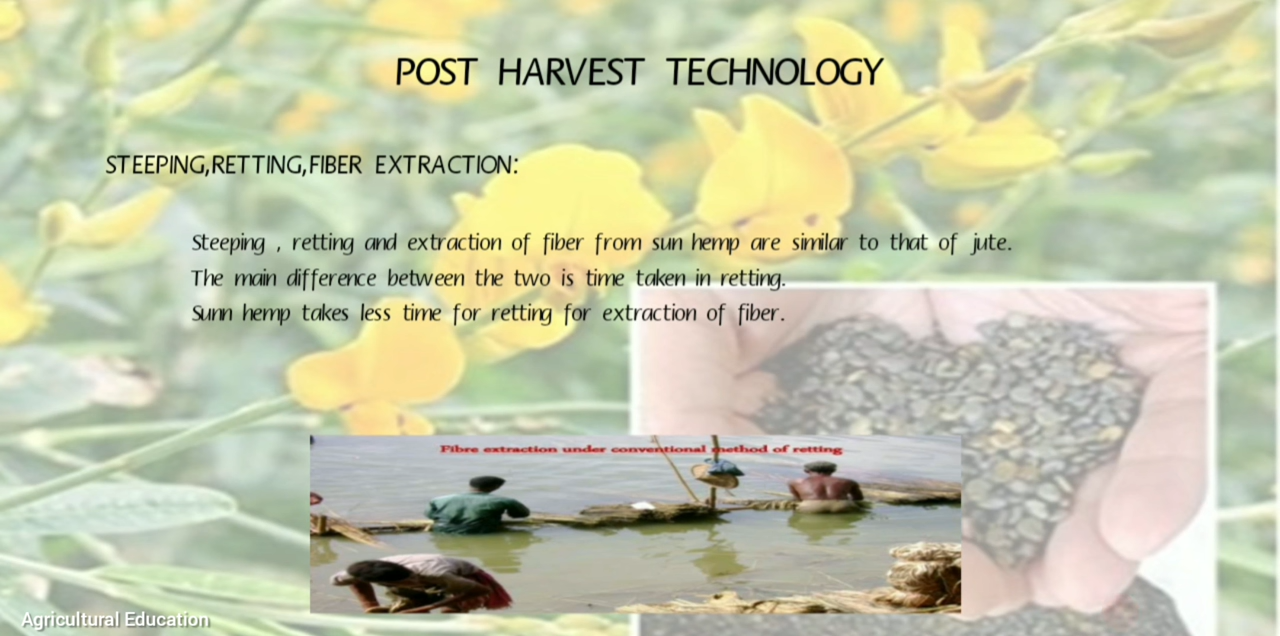 POST HARVEST TECHNOLOGY
STEEPING,RETTING,FIBER EXTRACTION:
Steeping , retting and extraction of fiber from sun hemp are similar to that of jute.
The main difference between the two is time taken in retting.
Sunn hemp takes less time for retting for extraction of fiber.
Fibre extraction under conventional method of retting
Agricultural Education